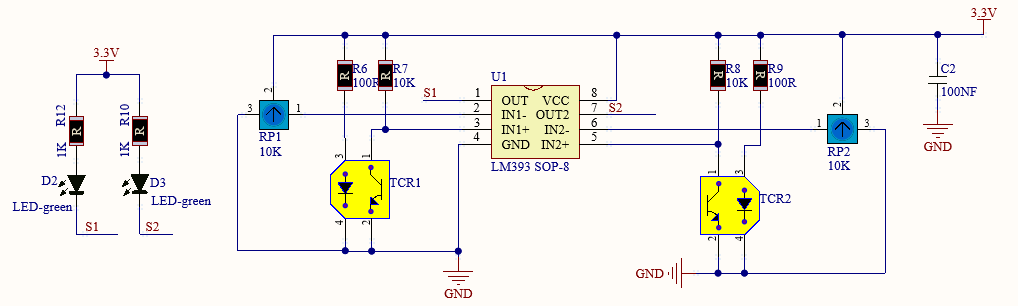 3.3V
R12
1K
R
R10
1K
R
D2
LED-green
D3
LED-green
S1
S2
3
2
1
RP1
10K
R6
100R
R
R7
10K
R
3
1
4
2
TCR1
S1
U1
1 OUT VCC 8
2 IN1- OUT2 7
3 IN1+ IN2- 6
4 GND IN2+ 5
LM393 SOP-8
S2
GND
R8
10K
R
R9
100R
R
1
3
2
4
TCR2
GND
1
2
3
RP2
10K
3.3V
C2
100NF
GND